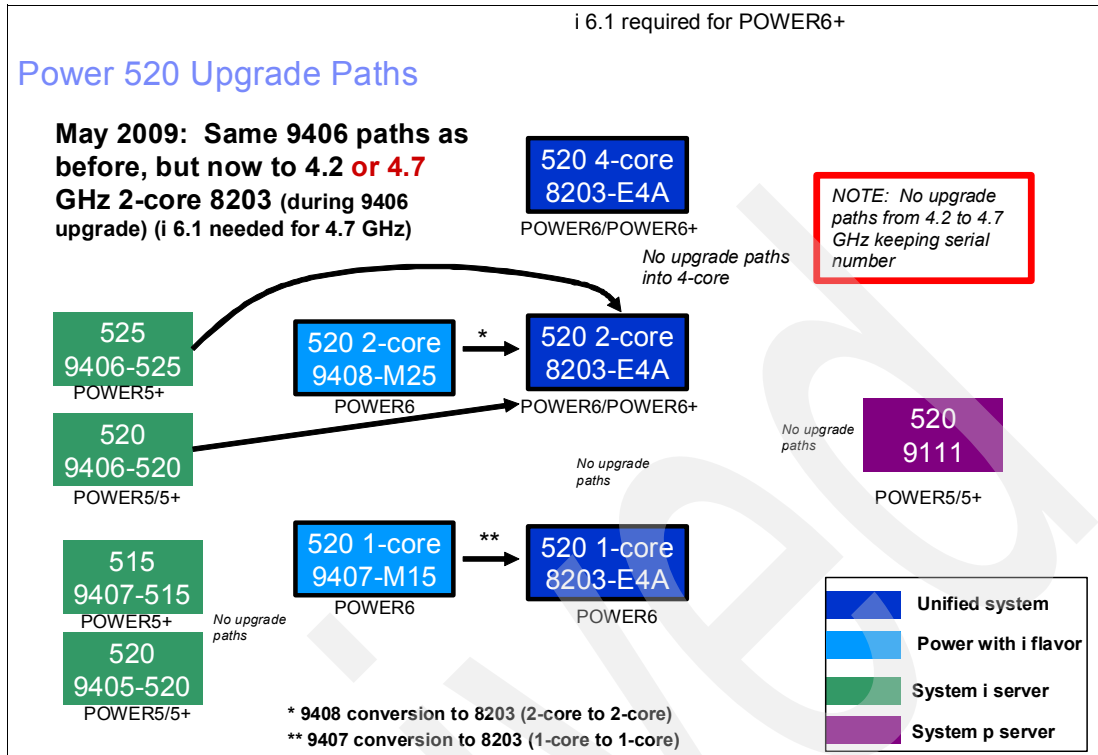 i 6.1 required for POWER6+
Power 520 Upgrade Paths
May 2009: Same 9406 paths as
before, but now to 4.2 or 4.7
GHz 2-core 8203 (during 9406
upgrade) (i 6.1 needed for 4.7 GHz)
520 4-core
8203-E4A
POWER6/POWER6+
No upgrade paths
into 4-core
NOTE: No upgrade
paths from 4.2 to 4.7
GHz keeping serial
number
525
9406-525
POWER5+
520 2-core
9408-M25
POWER6
*
520 2-core
8203-E4A
POWER6/POWER6+
520
9406-520
POWER5/5+
No upgrade
paths
No upgrade
paths
520
9111
POWER5/5+
515
9407-515
POWER5+
No upgrade
paths
520
9405-520
POWER5/5+
520 1-core
9407-M15
POWER6
**
520 1-core
8203-E4A
POWER6
Unified system
Power with i flavor
System i server
System p server
* 9408 conversion to 8203 (2-core to 2-core)
** 9407 conversion to 8203 (1-core to 1-core)